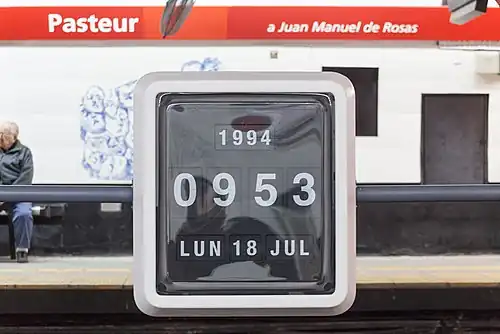 Pasteur
a Juan Manuel de Rosas
1994
0953
LUN 18 JUL